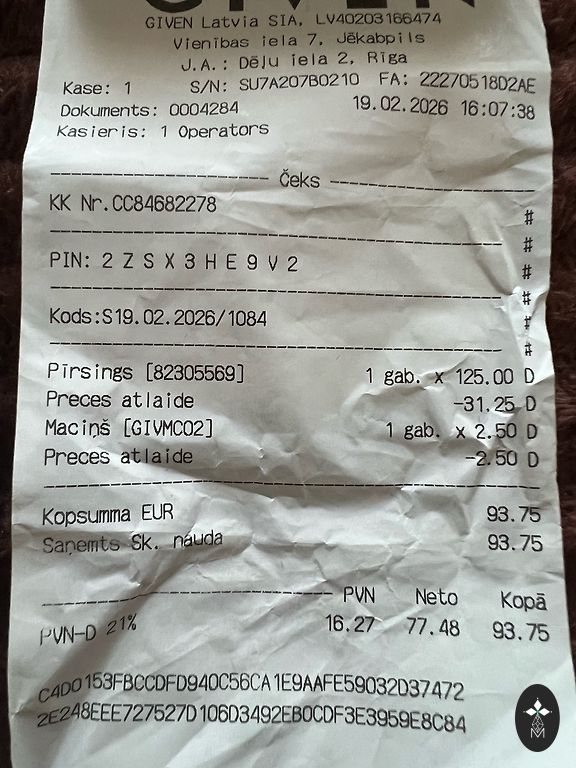 GIVEN
GIVEN Latvia SIA, LV40203166474
Vienības iela 7, Jēkabpils
J.A.: Dēļu iela 2, Rīga
Kase: 1 S/N: SU7A207B0210 FA: 22270518D2AE
Dokuments: 0004284 19.02.2026 16:07:38
Kasieris: 1 Operators
Čeks
KK Nr.CC84682278 #
#
PIN: 2 Z S X 3 H E 9 V 2 #
#
Kods:S19.02.2026/1084 #
#
Pīrsings [82305569] 1 gab. x 125.00 D
Preces atlaide -31.25 D
Maciņš [GIVMC02] 1 gab. x 2.50 D
Preces atlaide -2.50 D
Kopsumma EUR 93.75
Saņemts Sk. nauda 93.75
PVN Neto Kopā
PVN-D 21% 16.27 77.48 93.75
C4D0153FBCCDFD940C56CA1E9AAFE59032D37472
2E248EEE727527D106D3492EB0CDF3E3959E8C84